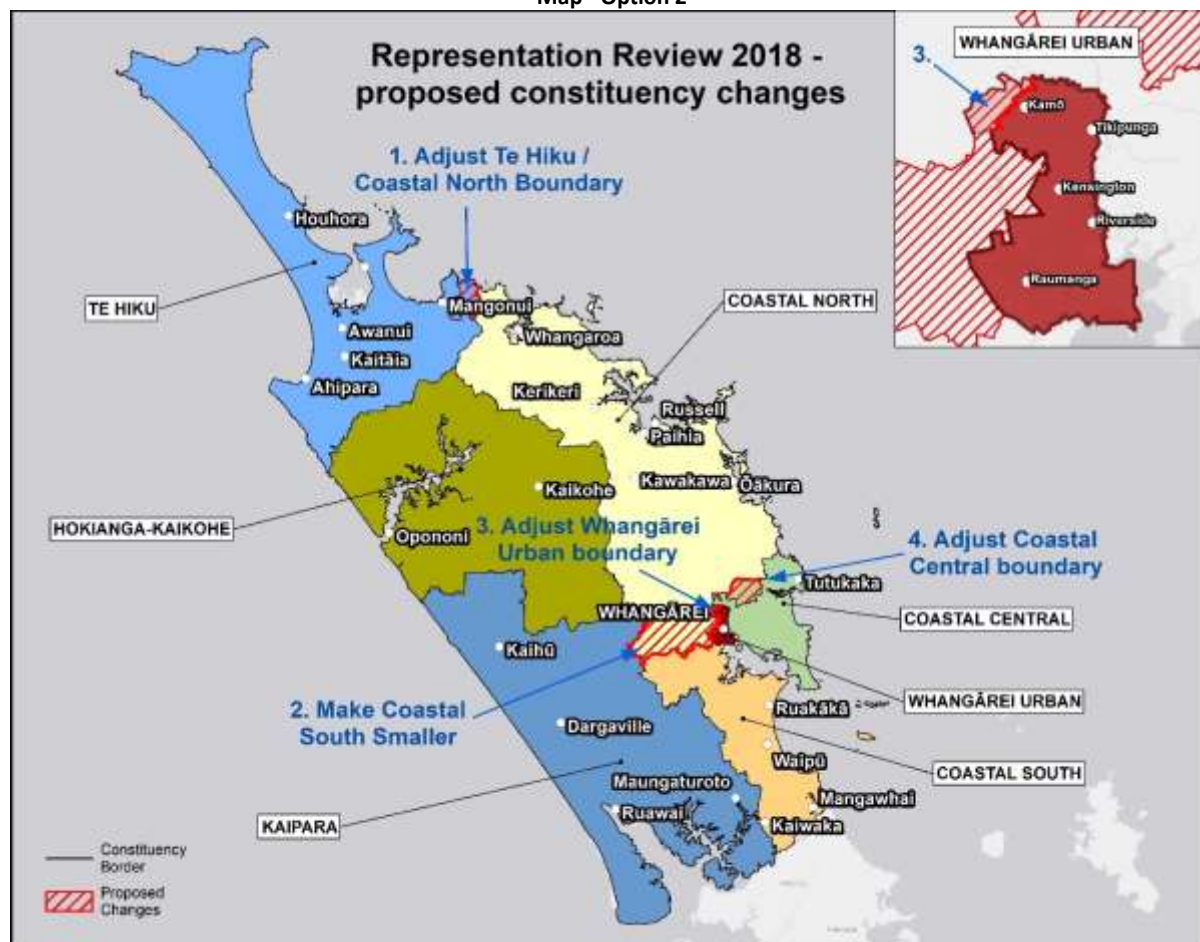 Map - Option 2
Representation Review 2018 -
proposed constituency changes
WHANGĀREI URBAN
3.
Kamō
Tikipunga
Kensington
Riverside
Raumanga
1. Adjust Te Hiku /
Coastal North Boundary
Houhora
TE HIKU
Mangonui
COASTAL NORTH
Awanui
Whangaroa
Kaitāia
Ahipara
Kerikeri
Russell
Paihia
Kawakawa
Ōākura
Kaikohe
HOKIANGA-KAIKOHE
Opononi
3. Adjust Whangārei
Urban boundary
4. Adjust Coastal
Central boundary
Tutukaka
WHANGĀREI
COASTAL CENTRAL
Kaihū
WHANGĀREI URBAN
2. Make Coastal
South Smaller
Ruakākā
Dargaville
Waipū
COASTAL SOUTH
Maungaturoto
Mangawhai
Ruawai
KAIPARA
Kaiwaka
Constituency
Border
Proposed
Changes